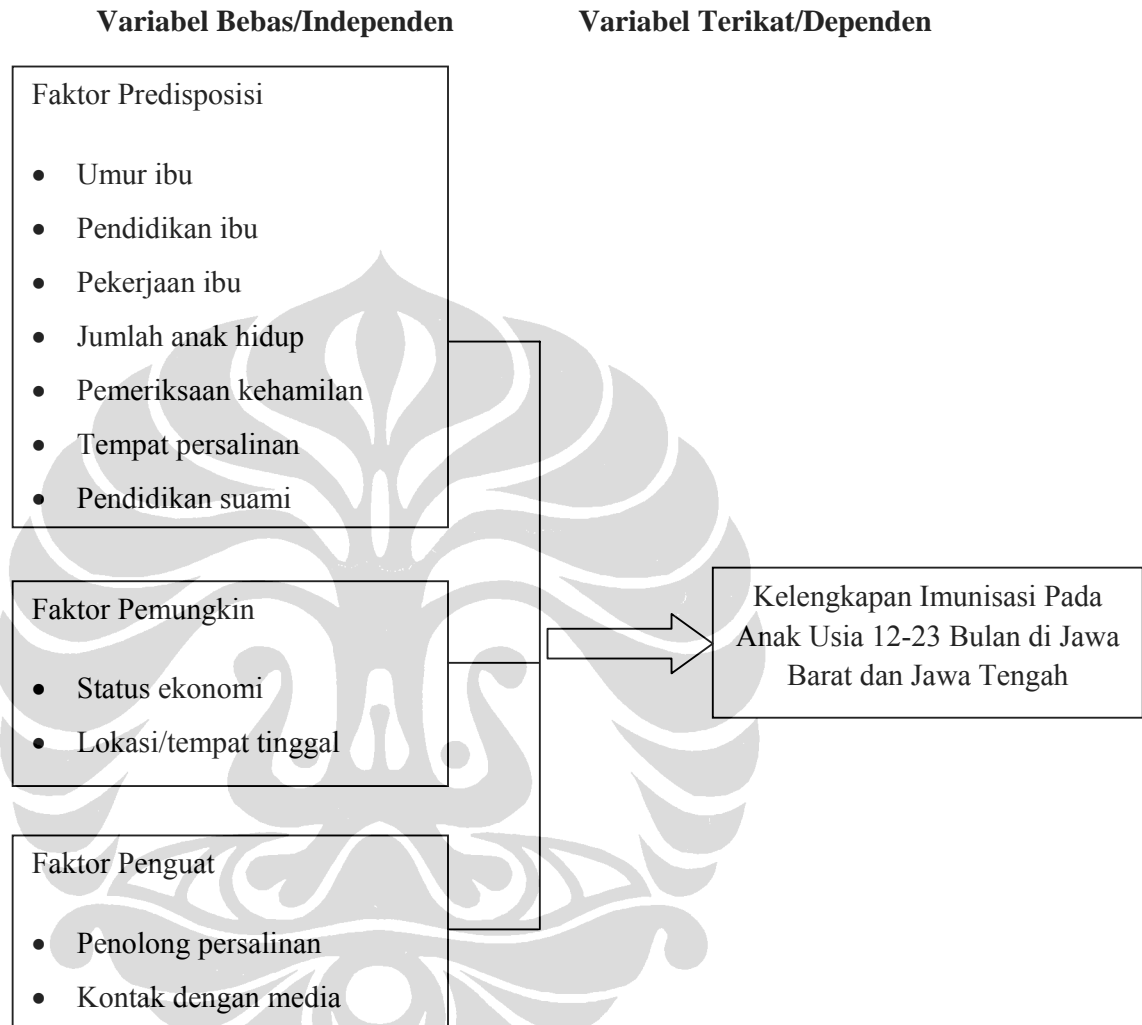 Variabel Bebas/Independen Variabel Terikat/Dependen
Faktor Predisposisi
• Umur ibu
• Pendidikan ibu
• Pekerjaan ibu
• Jumlah anak hidup
• Pemeriksaan kehamilan
• Tempat persalinan
• Pendidikan suami
Faktor Pemungkin
• Status ekonomi
• Lokasi/tempat tinggal
Faktor Penguat
• Penolong persalinan
• Kontak dengan media
Kelengkapan Imunisasi Pada
Anak Usia 12-23 Bulan di Jawa
Barat dan Jawa Tengah